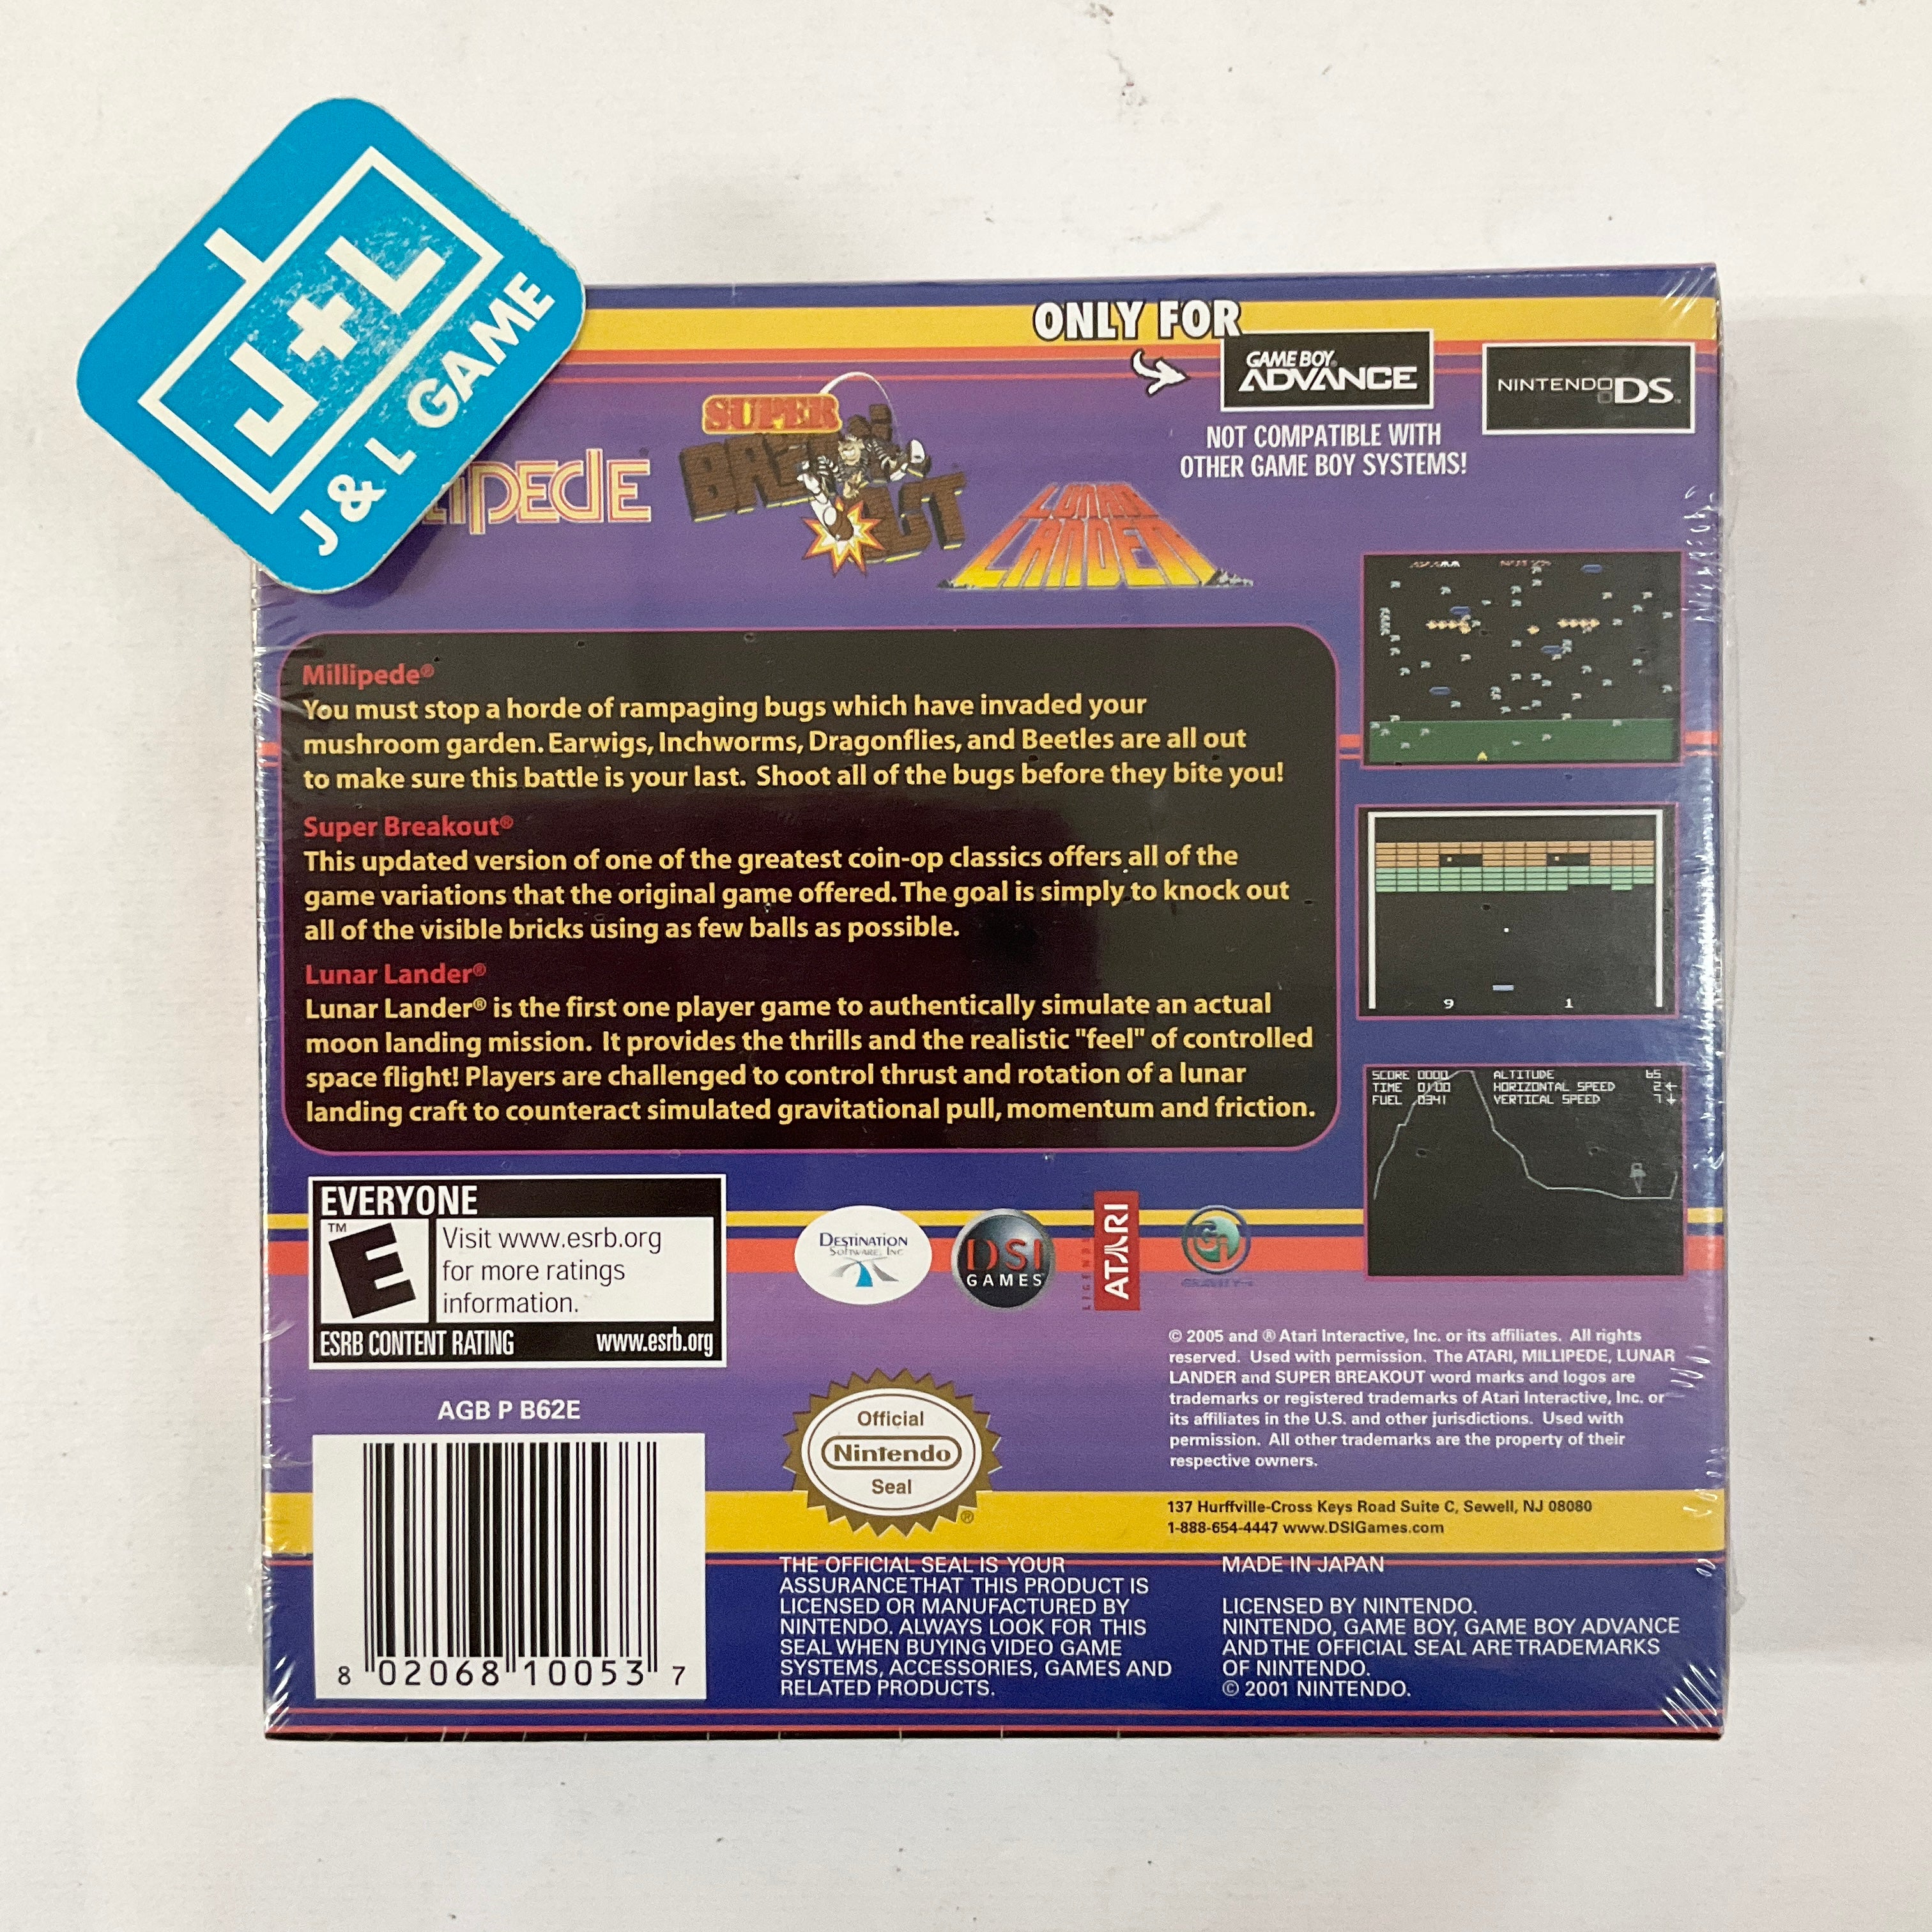 J+L
J & L GAME
ONLY FOR
GAME BOY ADVANCE
NINTENDO DS™
NOT COMPATIBLE WITH
OTHER GAME BOY SYSTEMS!
SUPER
LUNAR
LANDER
Millipede®
You must stop a horde of rampaging bugs which have invaded your
mushroom garden. Earwigs, Inchworms, Dragonflies, and Beetles are all out
to make sure this battle is your last. Shoot all of the bugs before they bite you!
Super Breakout®
This updated version of one of the greatest coin-op classics offers all of the
game variations that the original game offered. The goal is simply to knock out
all of the visible bricks using as few balls as possible.
Lunar Lander®
Lunar Lander® is the first one player game to authentically simulate an actual
moon landing mission. It provides the thrills and the realistic "feel" of controlled
space flight! Players are challenged to control thrust and rotation of a lunar
landing craft to counteract simulated gravitational pull, momentum and friction.
9 1
SCORE 0000 ALTITUDE 65
TIME 0100 HORIZONTAL SPEED 2←
FUEL 0341 VERTICAL SPEED 7↓
EVERYONE
™
E
Visit www.esrb.org
for more ratings
information.
ESRB CONTENT RATING www.esrb.org
DESTINATION
SOFTWARE, INC
DSI
GAMES
LEGENDS
ATARI
© 2005 and ® Atari Interactive, Inc. or its affiliates. All rights
reserved. Used with permission. The ATARI, MILLIPEDE, LUNAR
LANDER and SUPER BREAKOUT word marks and logos are
trademarks or registered trademarks of Atari Interactive, Inc. or
its affiliates in the U.S. and other jurisdictions. Used with
permission. All other trademarks are the property of their
respective owners.
AGB P B62E
8 02068 10053 7
Official
Nintendo
Seal
®
137 Hurffville-Cross Keys Road Suite C, Sewell, NJ 08080
1-888-654-4447 www.DSIGames.com
THE OFFICIAL SEAL IS YOUR
ASSURANCE THAT THIS PRODUCT IS
LICENSED OR MANUFACTURED BY
NINTENDO. ALWAYS LOOK FOR THIS
SEAL WHEN BUYING VIDEO GAME
SYSTEMS, ACCESSORIES, GAMES AND
RELATED PRODUCTS.
MADE IN JAPAN
LICENSED BY NINTENDO.
NINTENDO, GAME BOY, GAME BOY ADVANCE
AND THE OFFICIAL SEAL ARE TRADEMARKS
OF NINTENDO.
© 2001 NINTENDO.